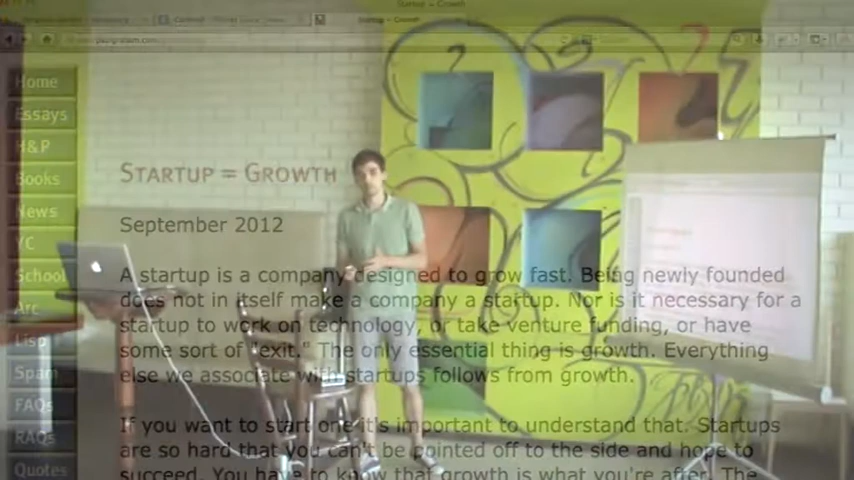 Startup = Growth
Startup = Growth
Home
Essays
H&P
Books
News
YC
School
Arc
Lisp
Spam
FAQs
RAQs
Quotes
STARTUP = GROWTH
September 2012
A startup is a company designed to grow fast. Being newly founded
does not in itself make a company a startup. Nor is it necessary for a
startup to work on technology, or take venture funding, or have
some sort of "exit." The only essential thing is growth. Everything
else we associate with startups follows from growth.
If you want to start one it's important to understand that. Startups
are so hard that you can't be pointed off to the side and hope to
succeed. You have to know that growth is what you're after. The